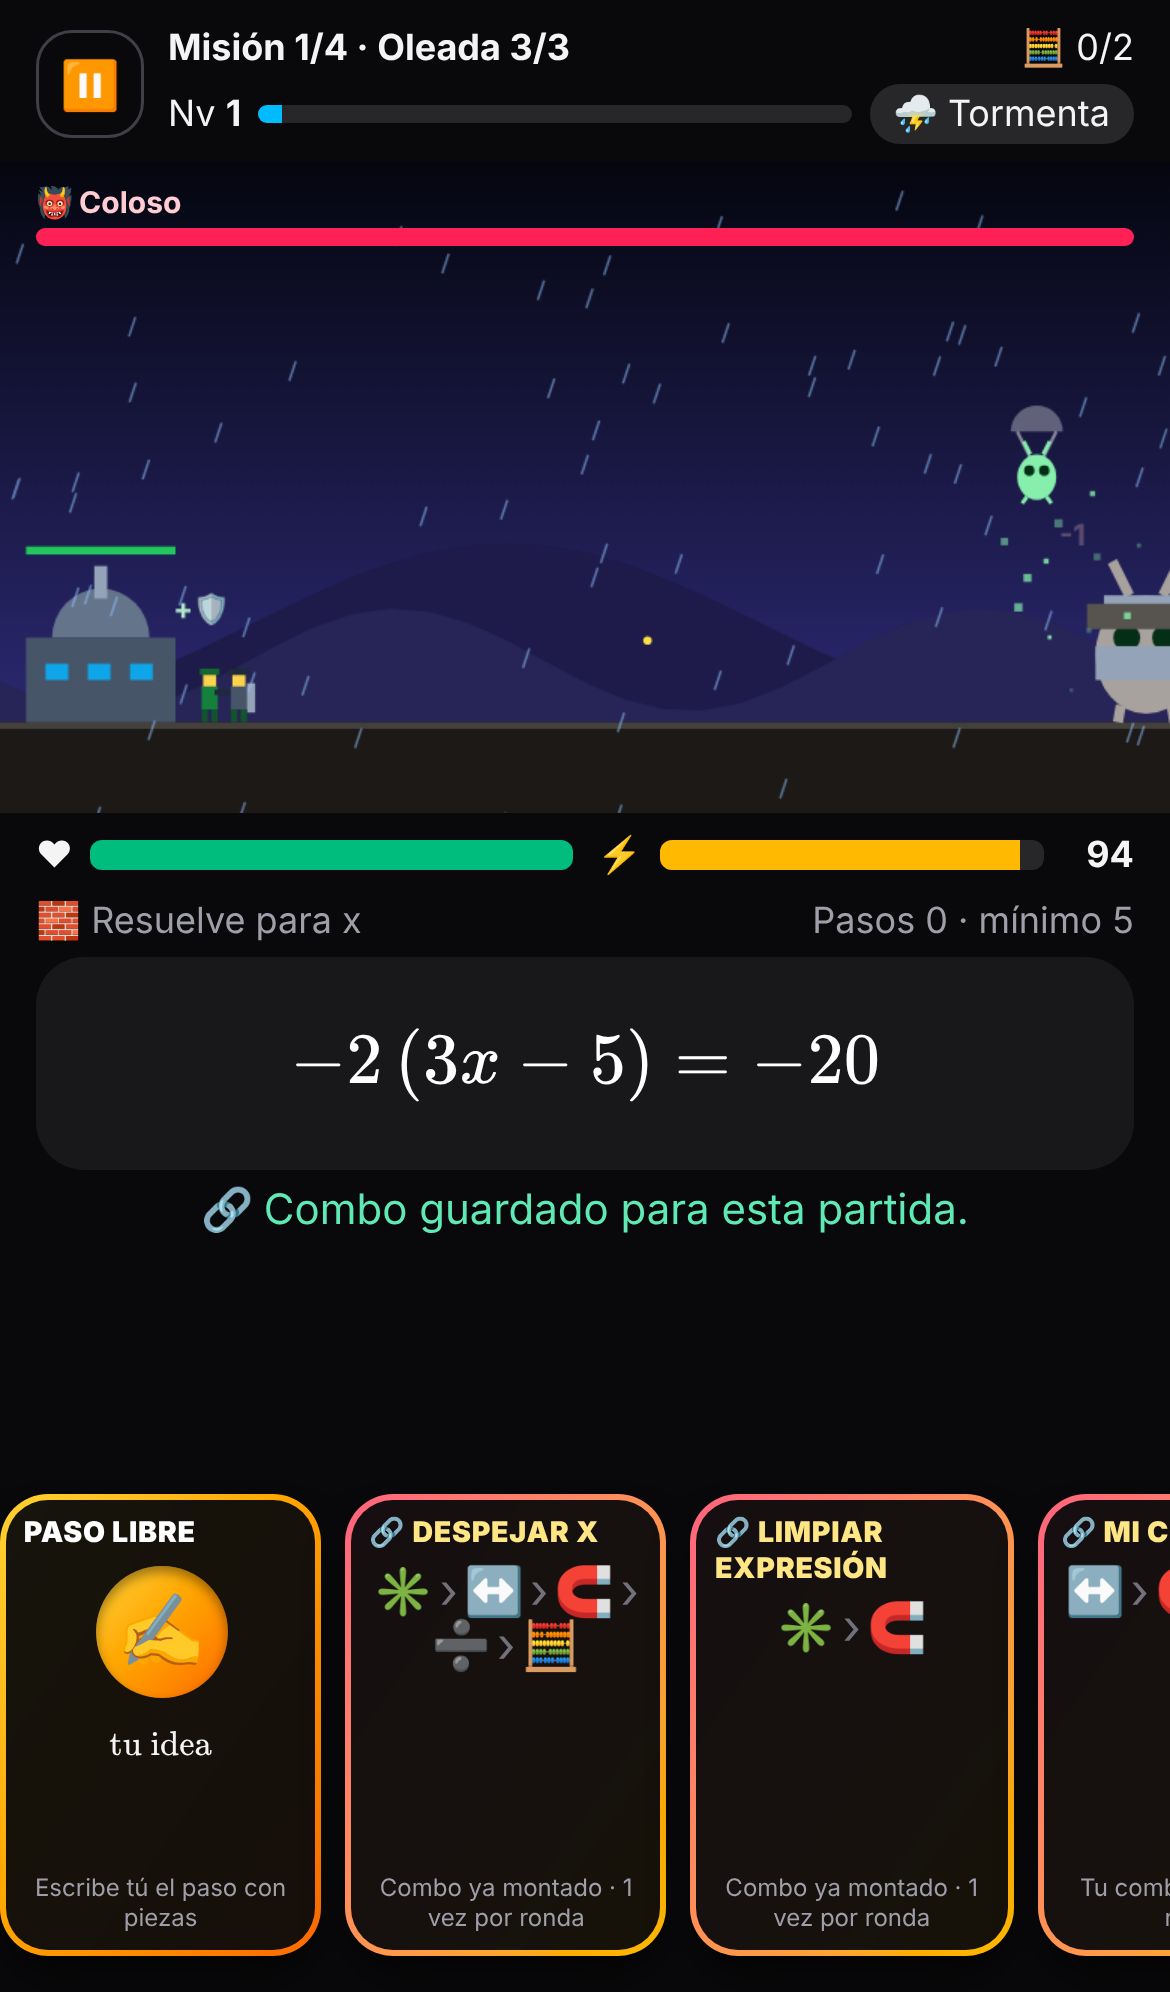 Misión 1/4 · Oleada 3/3
0/2
Nv 1
Tormenta
Coloso
-1
+
94
Resuelve para x
Pasos 0 · mínimo 5
−2 (3x − 5) = −20
Combo guardado para esta partida.
PASO LIBRE
tu idea
Escribe tú el paso con
piezas
DESPEJAR X
Combo ya montado · 1
vez por ronda
LIMPIAR
EXPRESIÓN
Combo ya montado · 1
vez por ronda
MI C
Tu comb